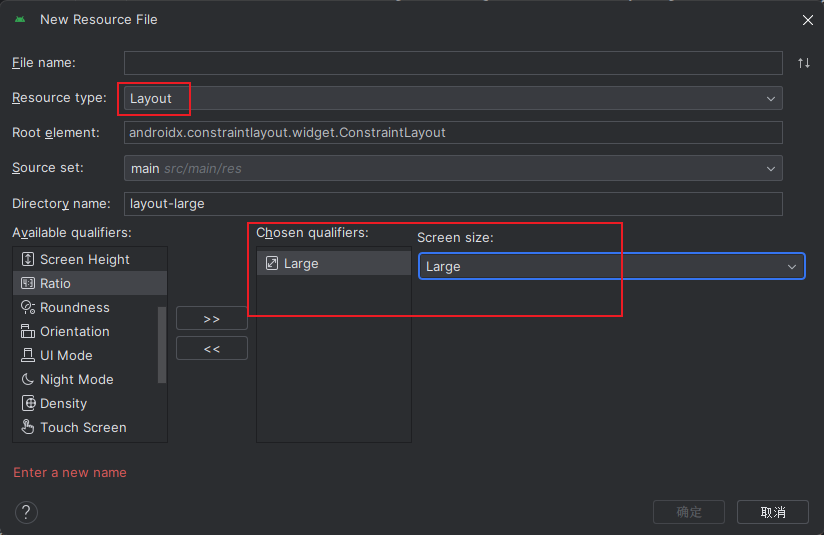 New Resource File
File name:
Resource type:
Layout
Root element:
androidx.constraintlayout.widget.ConstraintLayout
Source set:
main src/main/res
Directory name:
layout-large
Available qualifiers:
Chosen qualifiers:
Screen size:
Screen Height
Ratio
Roundness
Orientation
UI Mode
Night Mode
Density
Touch Screen
>>
<<
Large
Large
Enter a new name
?
确定
取消